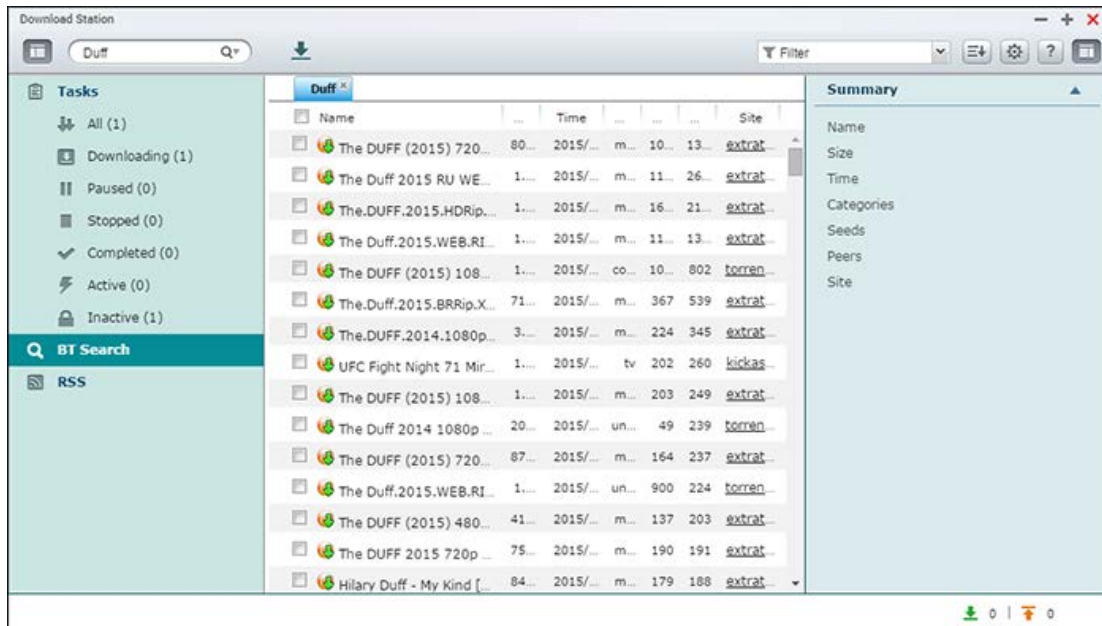 Download Station
Duff
Filter
Tasks
All (1)
Downloading (1)
Paused (0)
Stopped (0)
Completed (0)
Active (0)
Inactive (1)
BT Search
RSS
Duff
Name ... Time ... ... ... Site
The DUFF (2015) 720... 80... 2015/... m... 10... 13... extrat...
The Duff 2015 RU WE... 1.... 2015/... m... 11... 26... extrat...
The.DUFF.2015.HDRip.... 1.... 2015/... m... 16... 21... extrat...
The Duff.2015.WEB.RI... 1.... 2015/... m... 11... 13... extrat...
The DUFF (2015) 108... 1.... 2015/... co... 10... 802 torren...
The.Duff.2015.BRRip.X... 71... 2015/... m... 367 539 extrat...
The.DUFF.2014.1080p... 3.... 2015/... m... 224 345 extrat...
UFC Fight Night 71 Mir... 1.... 2015/... tv 202 260 kickas...
The DUFF (2015) 108... 1.... 2015/... m... 203 249 extrat...
The Duff 2014 1080p ... 20... 2015/... un... 49 239 torren...
The DUFF (2015) 720... 87... 2015/... m... 164 237 extrat...
The Duff.2015.WEB.RI... 1.... 2015/... un... 900 224 torren...
The DUFF (2015) 480... 41... 2015/... m... 137 203 extrat...
The DUFF 2015 720p ... 75... 2015/... m... 190 191 extrat...
Hilary Duff - My Kind [... 84... 2015/... m... 179 188 extrat...
Summary
Name
Size
Time
Categories
Seeds
Peers
Site
0 | 0